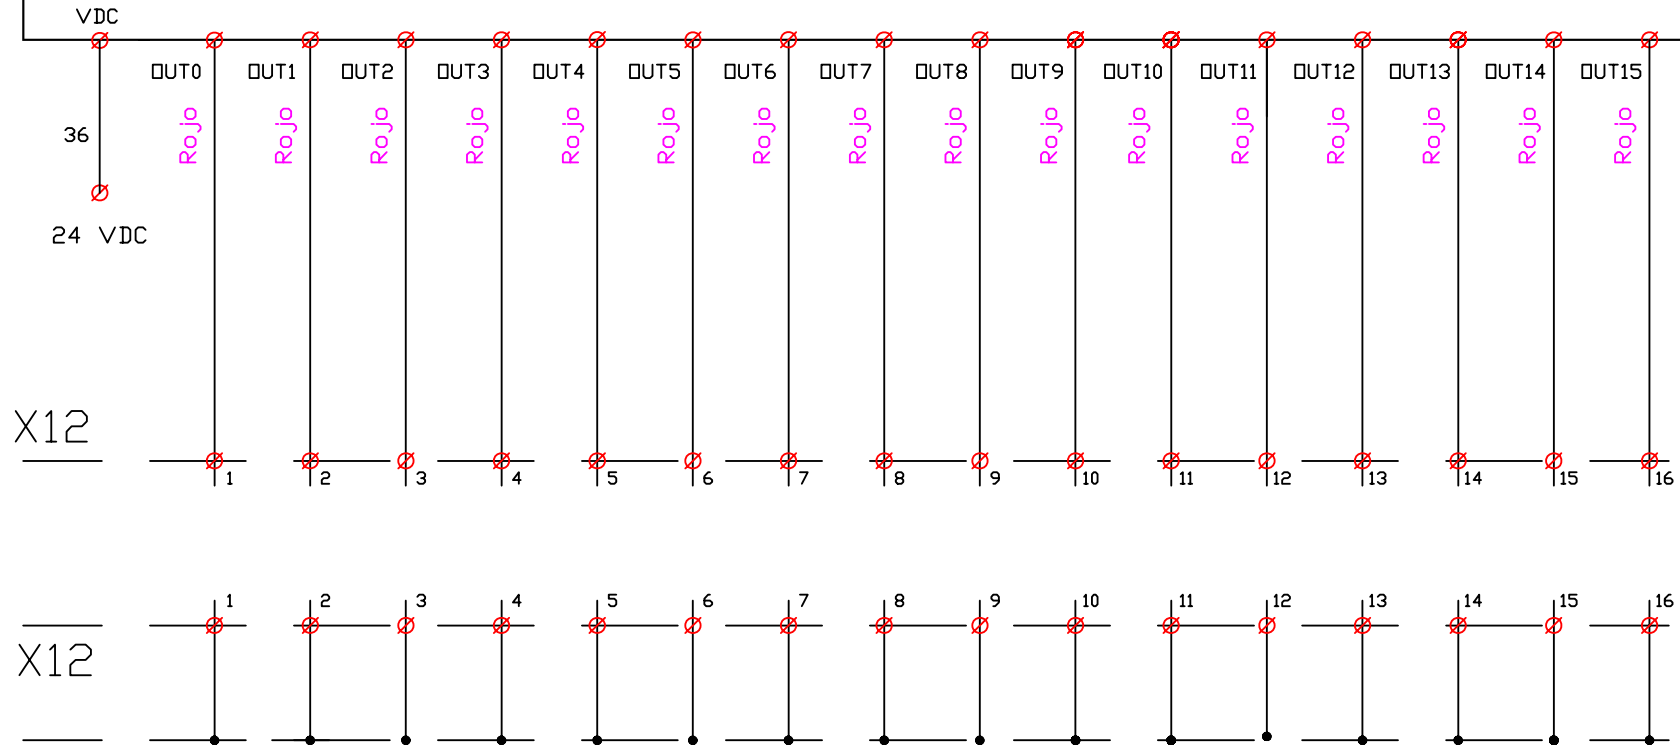 VDC
OUT0 OUT1 OUT2 OUT3 OUT4 OUT5 OUT6 OUT7 OUT8 OUT9 OUT10 OUT11 OUT12 OUT13 OUT14 OUT15
Rojo Rojo Rojo Rojo Rojo Rojo Rojo Rojo Rojo Rojo Rojo Rojo Rojo Rojo Rojo Rojo
36
24 VDC
X12
1 2 3 4 5 6 7 8 9 10 11 12 13 14 15 16
1 2 3 4 5 6 7 8 9 10 11 12 13 14 15 16
X12